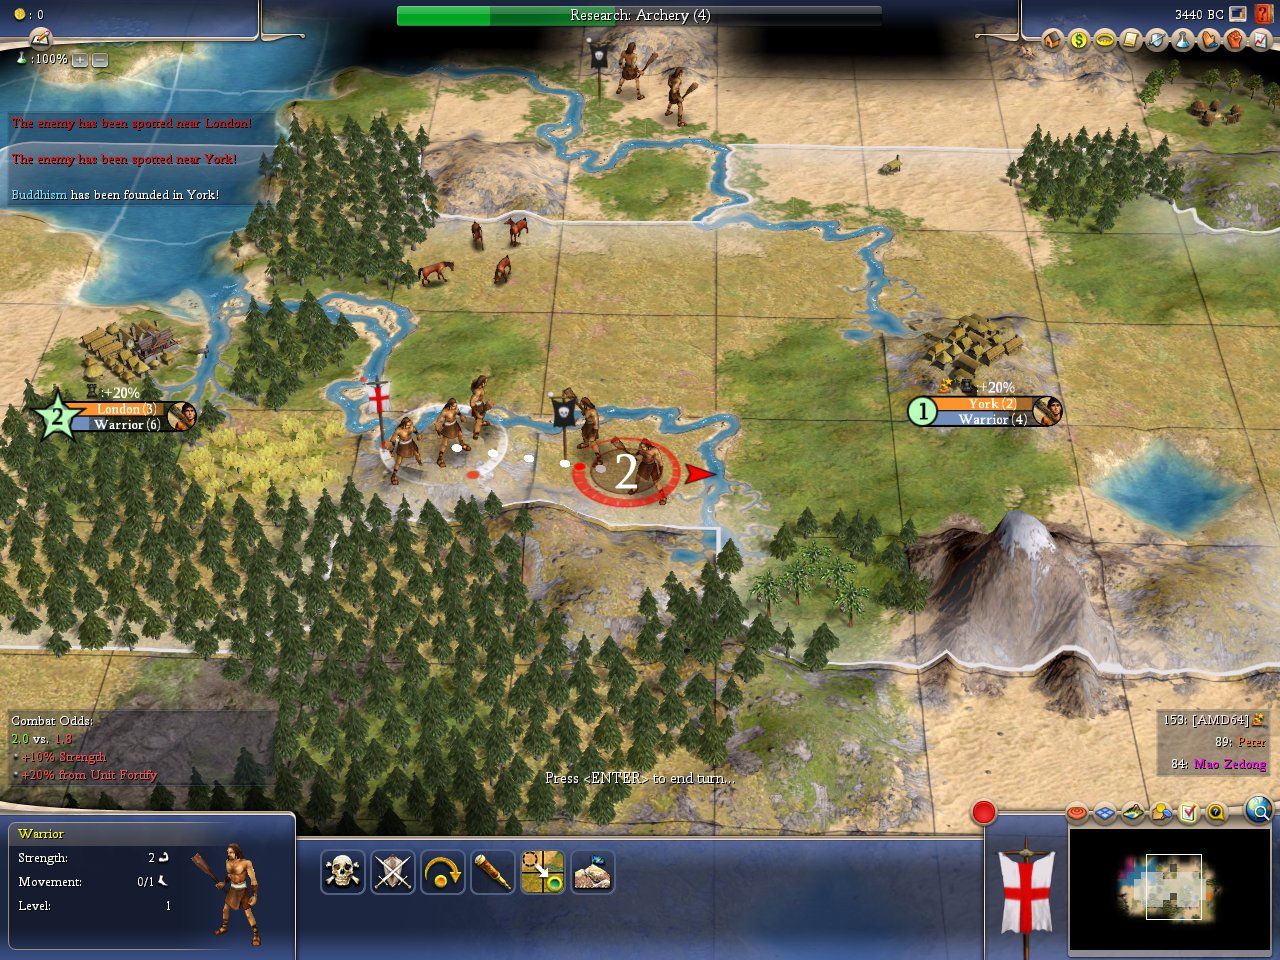 : 0
Research: Archery (4)
3440 BC
:100%
The enemy has been spotted near London!
The enemy has been spotted near York!
Buddhism has been founded in York!
:+20%
2
London (3)
Warrior (6)
:+20%
1
York (2)
Warrior (4)
2
Combat Odds:
2.0 vs. 1.8
+10% Strength
+20% from Unit Fortify
153: [AMD64]
89: Peter
84: Mao Zedong
Press <ENTER> to end turn...
Warrior
Strength: 2
Movement: 0/1
Level: 1